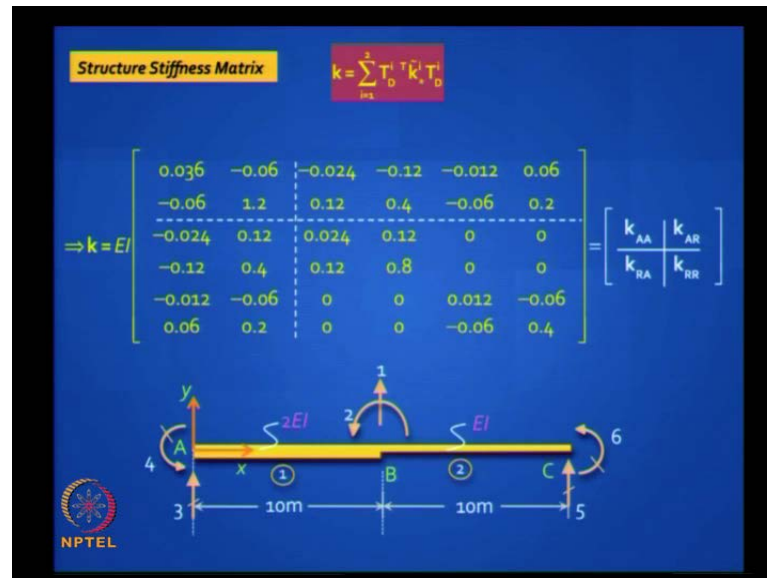 Structure Stiffness Matrix
k = ∑_{i=1}^{2} T_D^{i T} k̃_*^i T_D^i
⇒ k = EI
0.036 −0.06 −0.024 −0.12 −0.012 0.06
−0.06 1.2 0.12 0.4 −0.06 0.2
−0.024 0.12 0.024 0.12 0 0
−0.12 0.4 0.12 0.8 0 0
−0.012 −0.06 0 0 0.012 −0.06
0.06 0.2 0 0 −0.06 0.4
=
k_AA k_AR
k_RA k_RR
1
y
2
2EI
EI
6
A
4
x
1
B
2
C
3
10m
10m
5
NPTEL